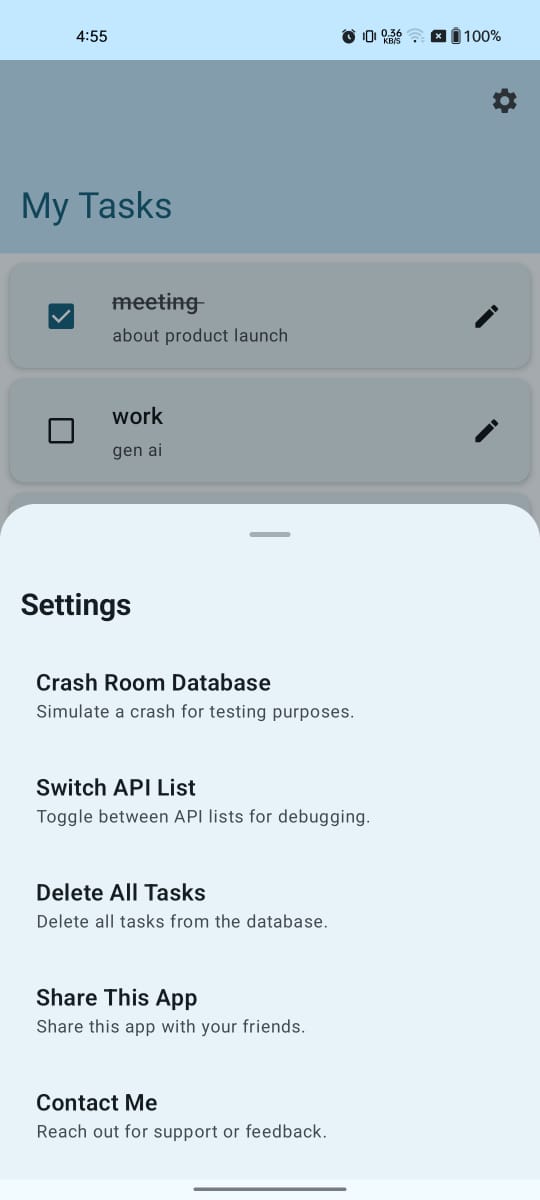 4:55
0.36
KB/S
100%
My Tasks
meeting
about product launch
work
gen ai
Settings
Crash Room Database
Simulate a crash for testing purposes.
Switch API List
Toggle between API lists for debugging.
Delete All Tasks
Delete all tasks from the database.
Share This App
Share this app with your friends.
Contact Me
Reach out for support or feedback.